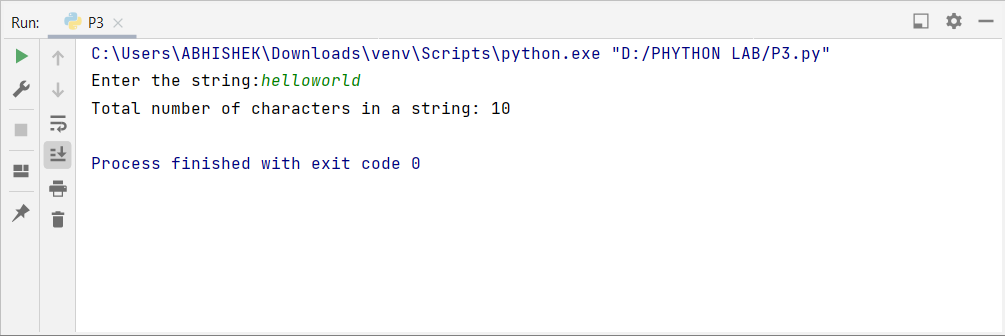 Run: P3
C:\Users\ABHISHEK\Downloads\venv\Scripts\python.exe "D:/PHYTHON LAB/P3.py"
Enter the string:helloworld
Total number of characters in a string: 10
Process finished with exit code 0